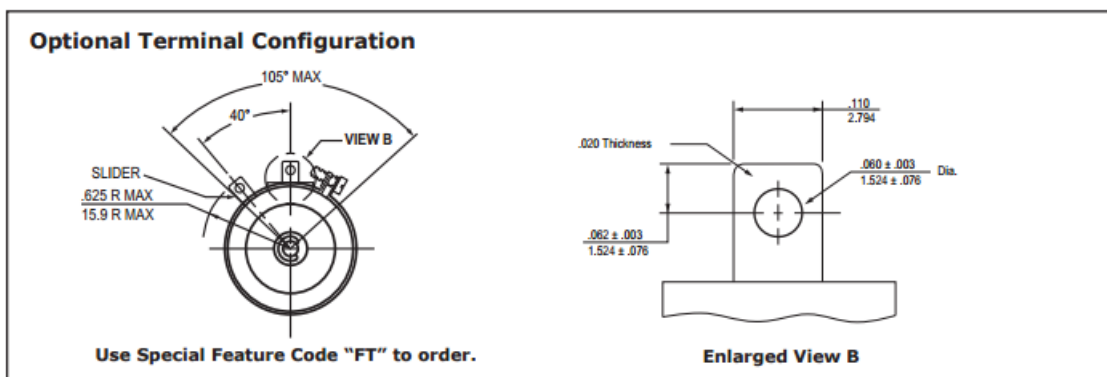 Optional Terminal Configuration
105° MAX
40°
VIEW B
SLIDER
.625 R MAX
15.9 R MAX
Use Special Feature Code “FT” to order.
.110
2.794
.020 Thickness
.060 ± .003 Dia.
1.524 ± .076
.062 ± .003
1.524 ± .076
Enlarged View B